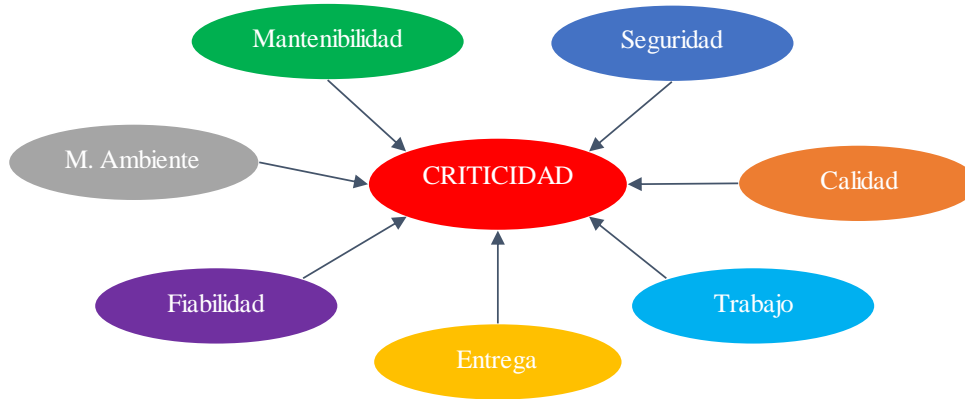 Mantenibilidad
Seguridad
M. Ambiente
CRITICIDAD
Calidad
Fiabilidad
Trabajo
Entrega